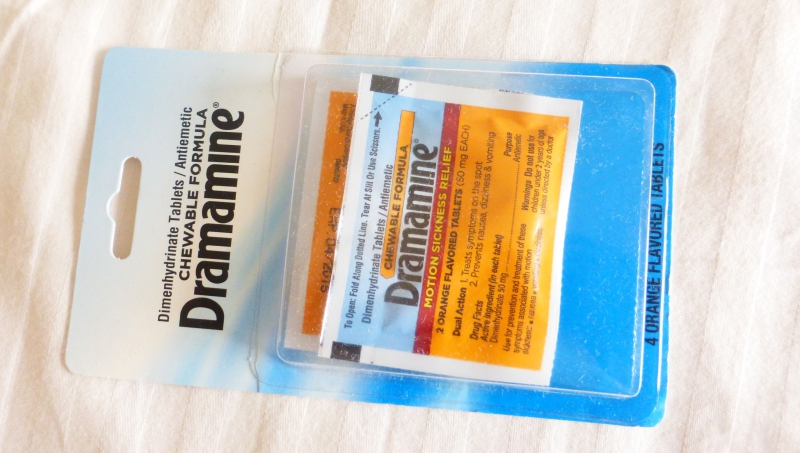 Dimenhydrinate Tablets / Antiemetic
CHEWABLE FORMULA
Dramamine®
To Open: Fold Along Dotted Line. Tear At Slit Or Use Scissors.
Dimenhydrinate Tablets / Antiemetic
CHEWABLE FORMULA
Dramamine®
MOTION SICKNESS RELIEF
2 ORANGE FLAVORED TABLETS (50 mg EACH)
Dual Action 1. Treats symptoms on the spot
2. Prevents nausea, dizziness & vomiting
Drug Facts
Active ingredient (in each tablet) Purpose
Dimenhydrinate 50 mg Antiemetic
Use for prevention and treatment of these
symptoms associated with motion
sickness: • nausea
Warnings Do not use for
children under 2 years of age
unless directed by a doctor
4 ORANGE FLAVORED TABLETS